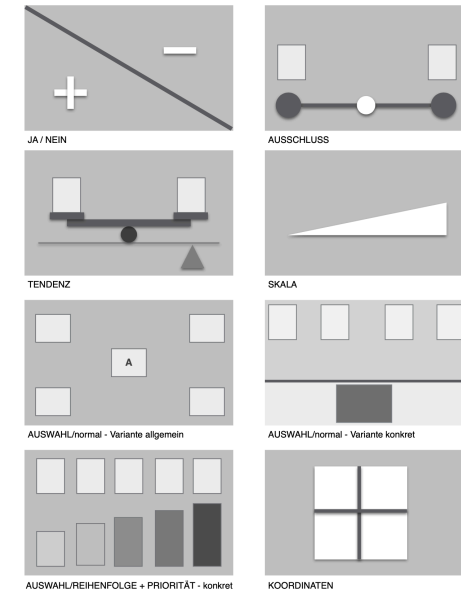 JA / NEIN
AUSSCHLUSS
TENDENZ
SKALA
A
AUSWAHL/normal - Variante allgemein
AUSWAHL/normal - Variante konkret
AUSWAHL/REIHENFOLGE + PRIORITÄT - konkret
KOORDINATEN